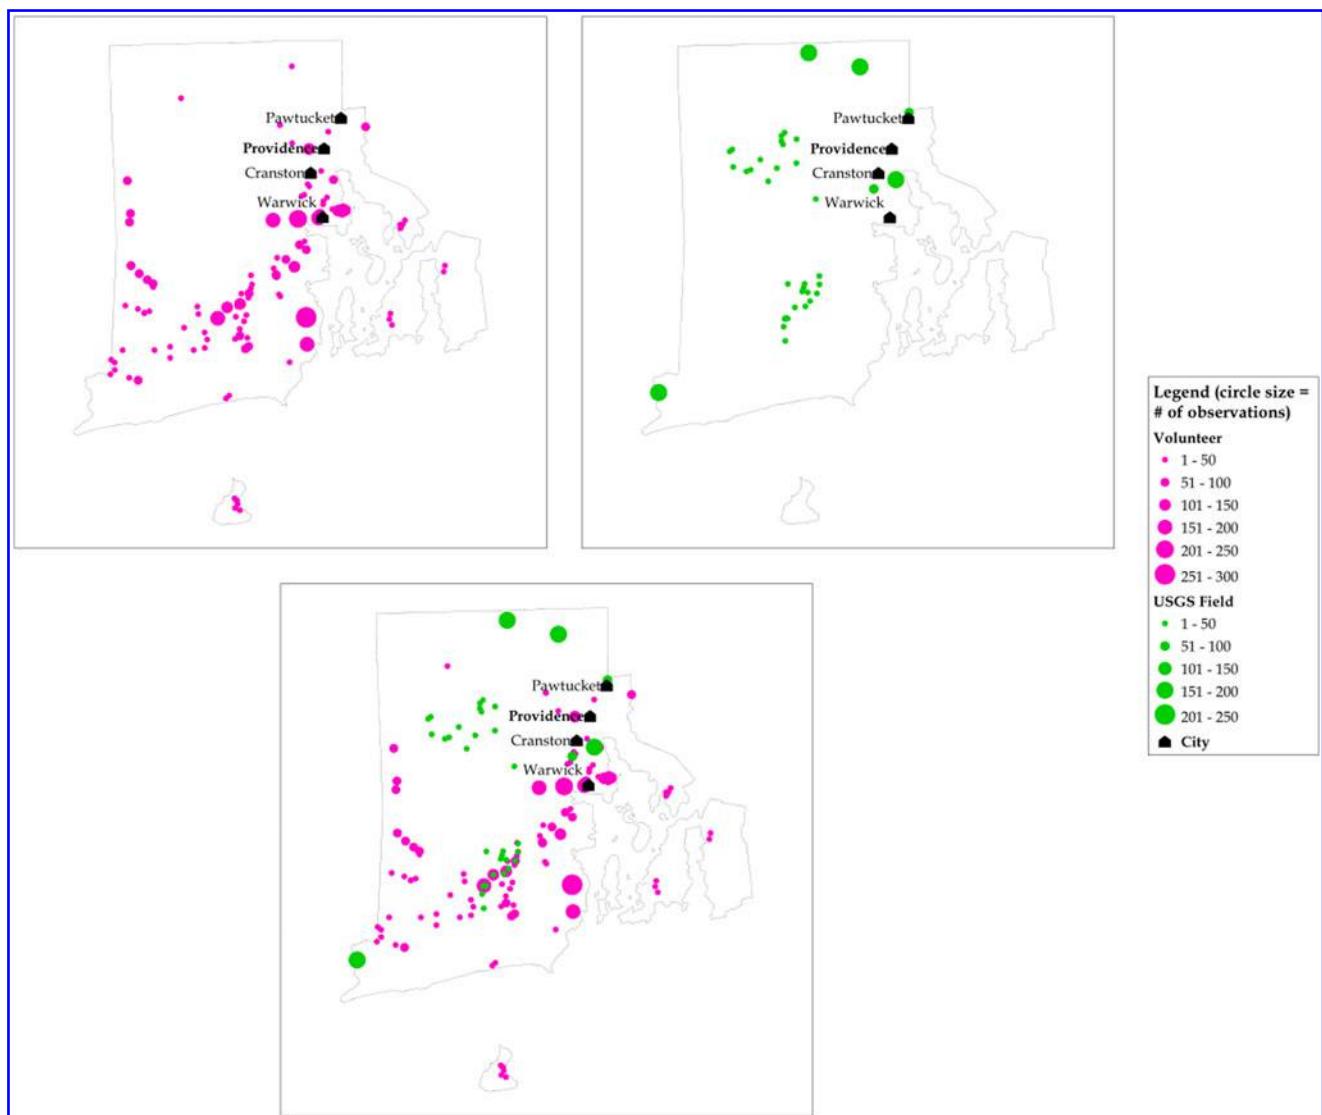 Pawtucket
Providence
Cranston
Warwick
Pawtucket
Providence
Cranston
Warwick
Legend (circle size =
# of observations)
Volunteer
1 - 50
51 - 100
101 - 150
151 - 200
201 - 250
251 - 300
USGS Field
1 - 50
51 - 100
101 - 150
151 - 200
201 - 250
City
Pawtucket
Providence
Cranston
Warwick